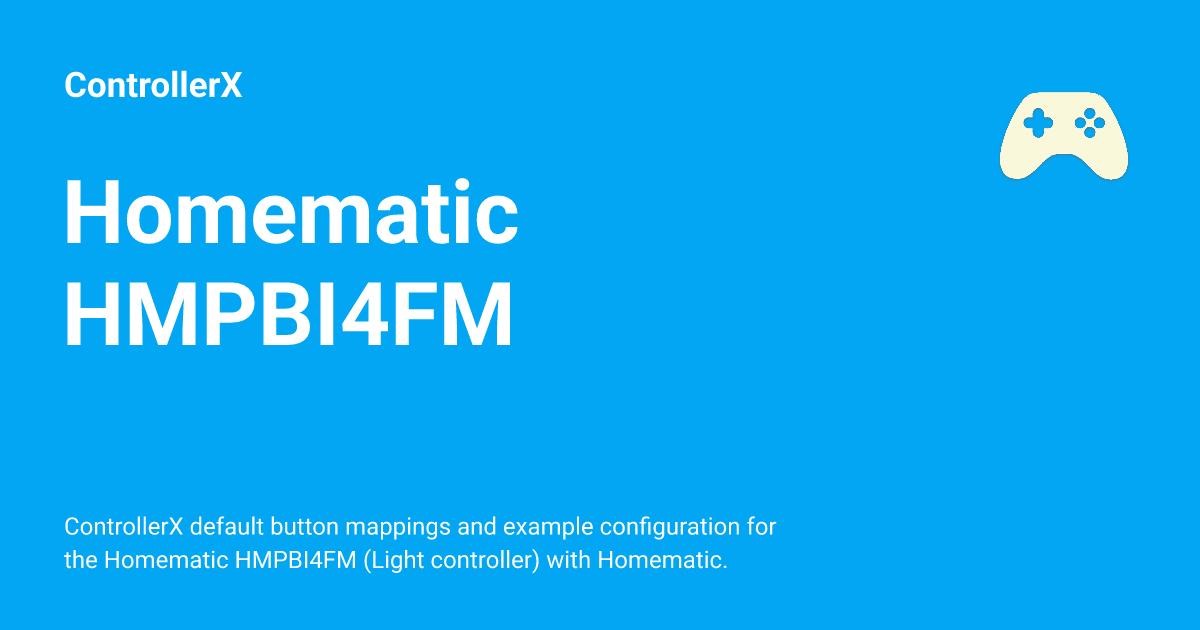 ControllerX
Homematic
HMPBI4FM
ControllerX default button mappings and example configuration for
the Homematic HMPBI4FM (Light controller) with Homematic.